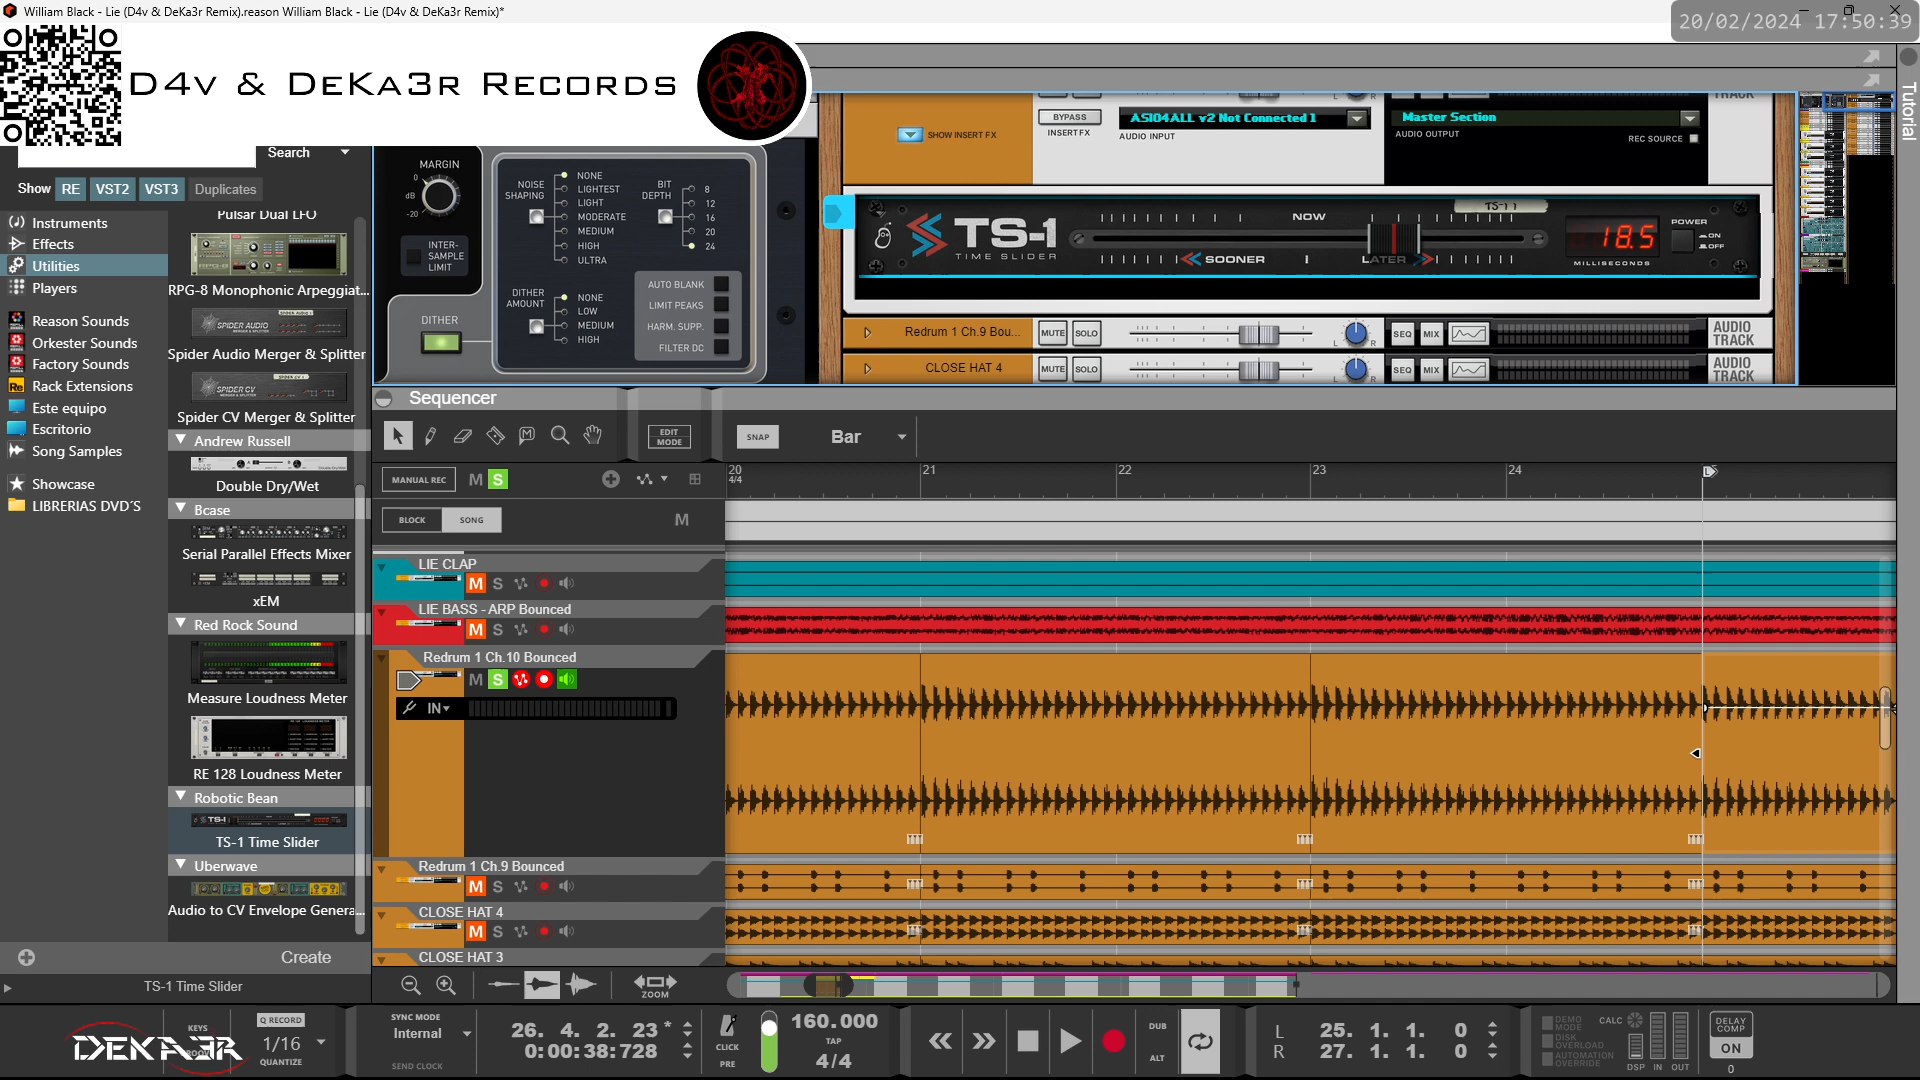 William Black - Lie (D4v & DeKa3r Remix).reason William Black - Lie (D4v & DeKa3r Remix)*
20/02/2024 17:50:39
D4v & DeKa3r Records
Search
Show RE VST2 VST3 Duplicates
Instruments
Effects
Utilities
Players
Reason Sounds
Orkester Sounds
Factory Sounds
Rack Extensions
Este equipo
Escritorio
Song Samples
Showcase
LIBRERIAS DVD´S
Pulsar Dual LFO
RPG-8 Monophonic Arpeggiat...
Spider Audio Merger & Splitter
Spider CV Merger & Splitter
Andrew Russell
Double Dry/Wet
Bcase
Serial Parallel Effects Mixer
xEM
Red Rock Sound
Measure Loudness Meter
RE 128 Loudness Meter
Robotic Bean
TS-1 Time Slider
Uberwave
Audio to CV Envelope Genera...
Create
TS-1 Time Slider
MARGIN
0
dB
-20
INTER-
SAMPLE
LIMIT
DITHER
NOISE
SHAPING
NONE
LIGHTEST
LIGHT
MODERATE
MEDIUM
HIGH
ULTRA
BIT
DEPTH
8
12
16
20
24
DITHER
AMOUNT
NONE
LOW
MEDIUM
HIGH
AUTO BLANK
LIMIT PEAKS
HARM. SUPP.
FILTER DC
SHOW INSERT FX
BYPASS
INSERT FX
ASIO4ALL v2 Not Connected 1
AUDIO INPUT
Master Section
AUDIO OUTPUT
REC SOURCE
TRACK
Tutorial
TS-1
TIME SLIDER
NOW
SOONER
LATER
TS-1 1
18.5
MILLISECONDS
POWER
ON
OFF
Redrum 1 Ch.9 Bou... MUTE SOLO L R SEQ MIX AUDIO TRACK
CLOSE HAT 4 MUTE SOLO L R SEQ MIX AUDIO TRACK
Sequencer
EDIT MODE
SNAP
Bar
MANUAL REC M S
20 21 22 23 24
4/4
BLOCK SONG M
LIE CLAP
M S
LIE BASS - ARP Bounced
M S
Redrum 1 Ch.10 Bounced
M S
IN
Redrum 1 Ch.9 Bounced
M S
CLOSE HAT 4
M S
CLOSE HAT 3
ZOOM
DEKA3R
KEYS
Q RECORD
1/16
QUANTIZE
SYNC MODE
Internal
SEND CLOCK
26. 4. 2. 23 *
0:00:38:728
CLICK
PRE
160.000
TAP
4/4
DUB
ALT
L 25. 1. 1. 0
R 27. 1. 1. 0
DEMO MODE
DISK OVERLOAD
AUTOMATION OVERRIDE
CALC
DSP IN OUT
DELAY COMP
ON
0